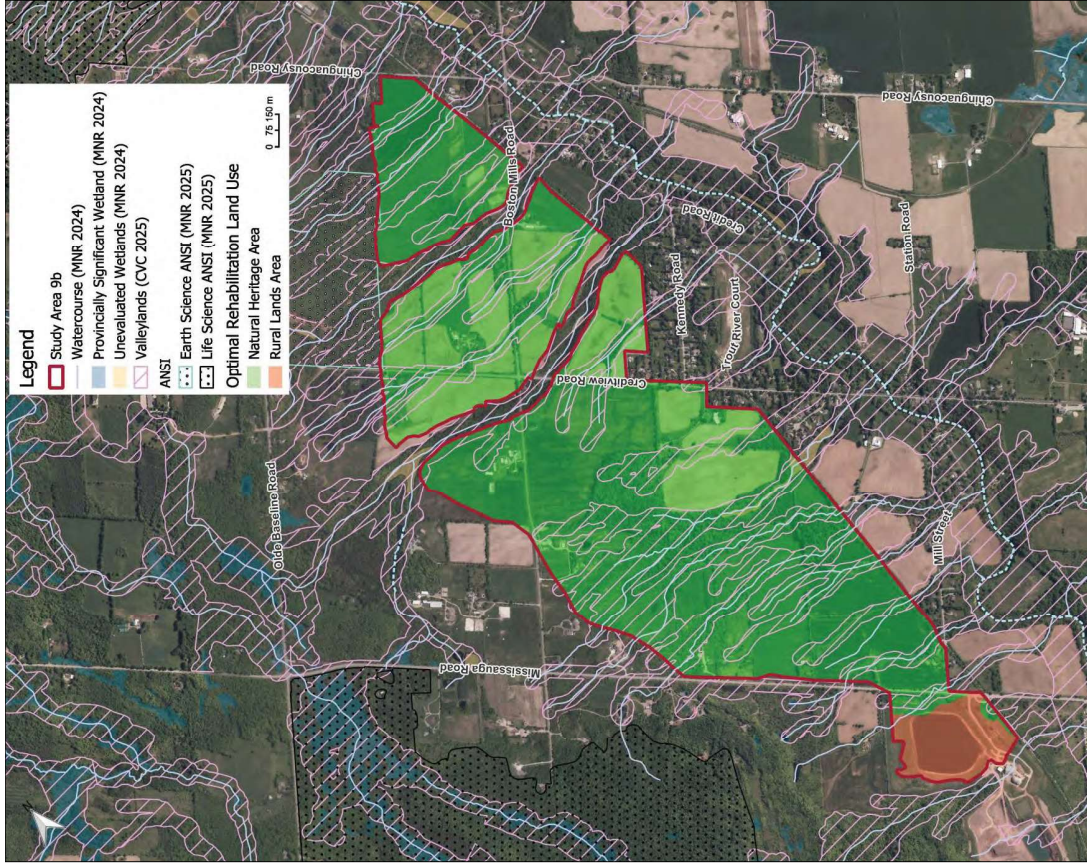 Legend
Study Area 9b
Watercourse (MNR 2024)
Provincially Significant Wetland (MNR 2024)
Unevaluated Wetlands (MNR 2024)
Valleylands (CVC 2025)
ANSI
Earth Science ANSI (MNR 2025)
Life Science ANSI (MNR 2025)
Optimal Rehabilitation Land Use
Natural Heritage Area
Rural Lands Area
0 75 150 m
Chinguacousy Road
Boston Mills Road
Olde Baseline Road
Credit Road
Kennedy Road
Trout River Court
Creditview Road
Station Road
Chinguacousy Road
Mississauga Road
Mill Street